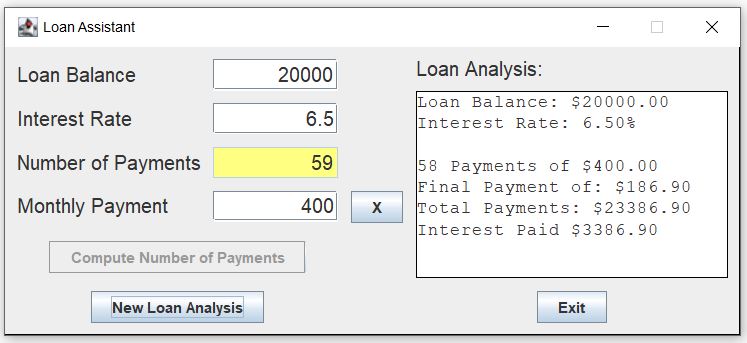 Loan Assistant
Loan Balance 20000
Interest Rate 6.5
Number of Payments 59
Monthly Payment 400 X
Compute Number of Payments
New Loan Analysis
Loan Analysis:
Loan Balance: $20000.00
Interest Rate: 6.50%
58 Payments of $400.00
Final Payment of: $186.90
Total Payments: $23386.90
Interest Paid $3386.90
Exit